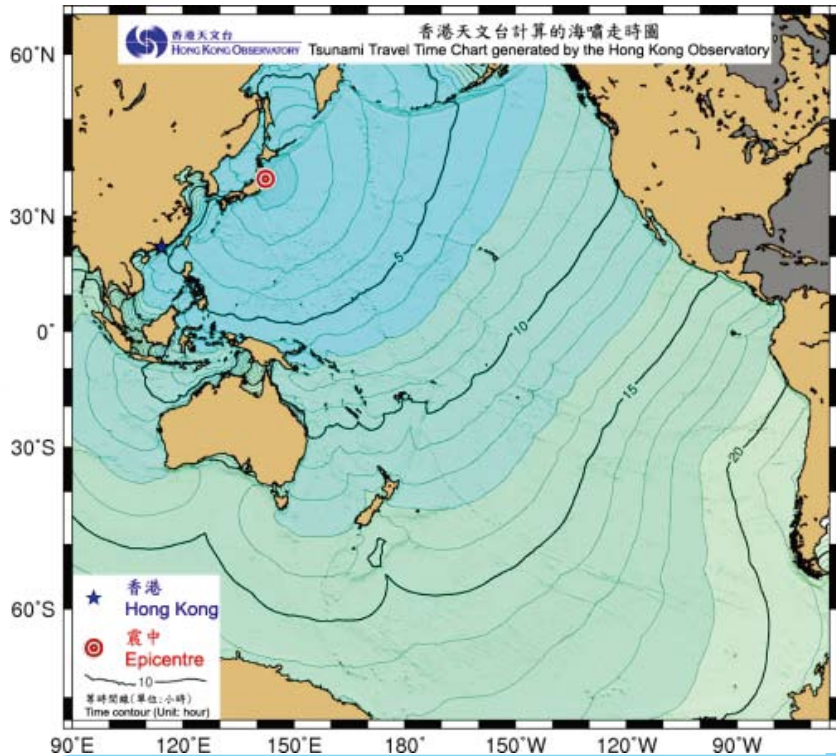 香港天文台
HONG KONG OBSERVATORY
香港天文台計算的海嘯走時圖
Tsunami Travel Time Chart generated by the Hong Kong Observatory
60°N
30°N
0°
30°S
60°S
5
10
15
20
香港
Hong Kong
震中
Epicentre
10
等時間線(單位:小時)
Time contour (Unit: hour)
90°E
120°E
150°E
180°
150°W
120°W
90°W